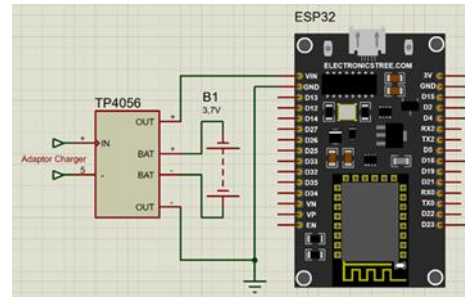 ESP32
ELECTRONICSTREE.COM
TP4056
B1
3,7V
OUT
+
IN
+
BAT
+
Adaptor Charger
5
-
BAT
-
OUT
-
VIN
GND
D13
D12
D14
D27
D26
D25
D33
D32
D35
D34
VN
VP
EN
3V
GND
D15
D2
D4
RX2
TX2
D5
D18
D19
D21
RX0
TX0
D22
D23